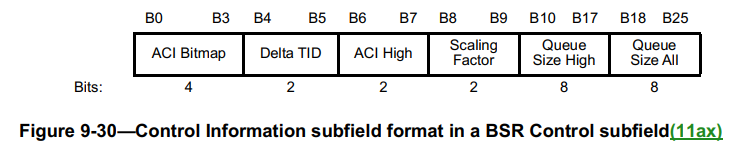 B0 B3 B4 B5 B6 B7 B8 B9 B10 B17 B18 B25
ACI Bitmap Delta TID ACI High Scaling Factor Queue Size High Queue Size All
Bits: 4 2 2 2 8 8
Figure 9-30—Control Information subfield format in a BSR Control subfield(11ax)